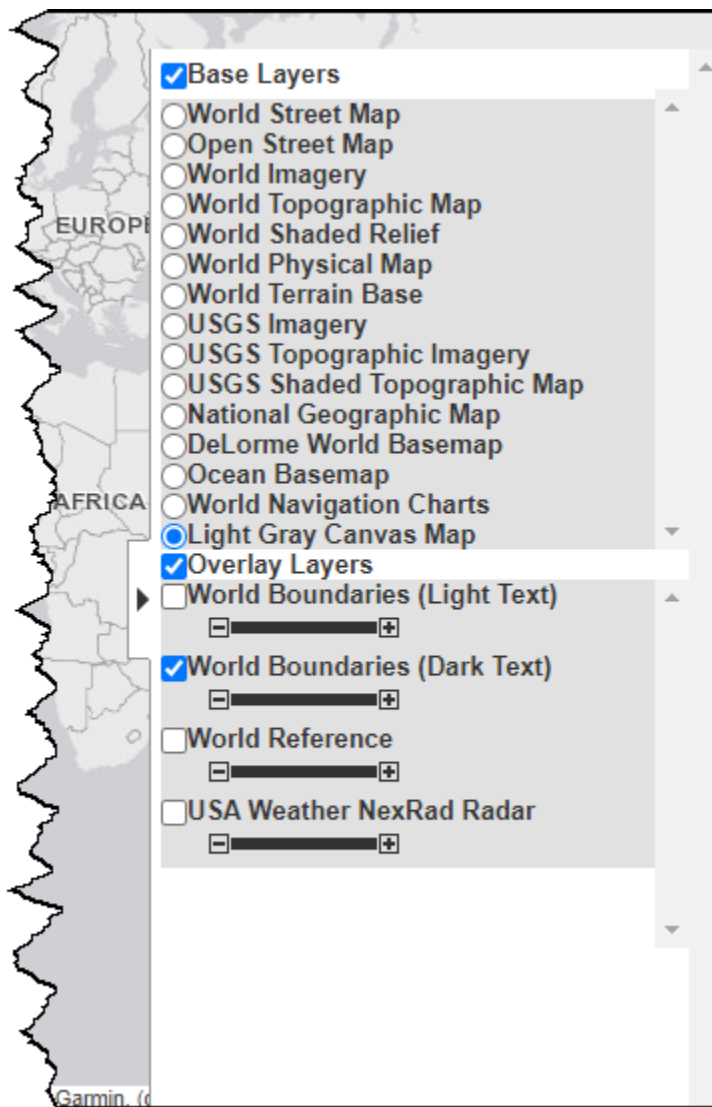 Base Layers
World Street Map
Open Street Map
World Imagery
World Topographic Map
World Shaded Relief
World Physical Map
World Terrain Base
USGS Imagery
USGS Topographic Imagery
USGS Shaded Topographic Map
National Geographic Map
DeLorme World Basemap
Ocean Basemap
World Navigation Charts
Light Gray Canvas Map
Overlay Layers
World Boundaries (Light Text)
World Boundaries (Dark Text)
World Reference
USA Weather NexRad Radar
EUROP
AFRICA
Garmin, (c